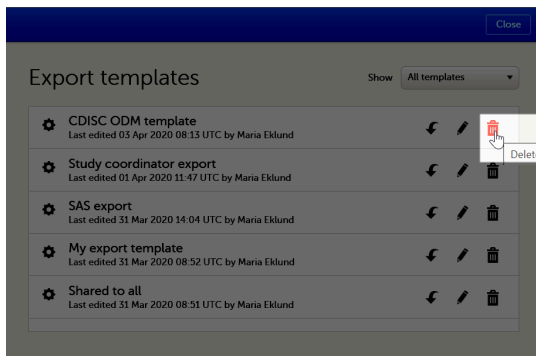 Close
Export templates
Show All templates
CDISC ODM template
Last edited 03 Apr 2020 08:13 UTC by Maria Eklund
Study coordinator export
Last edited 01 Apr 2020 11:47 UTC by Maria Eklund
SAS export
Last edited 31 Mar 2020 14:04 UTC by Maria Eklund
My export template
Last edited 31 Mar 2020 08:52 UTC by Maria Eklund
Shared to all
Last edited 31 Mar 2020 08:51 UTC by Maria Eklund
Delete